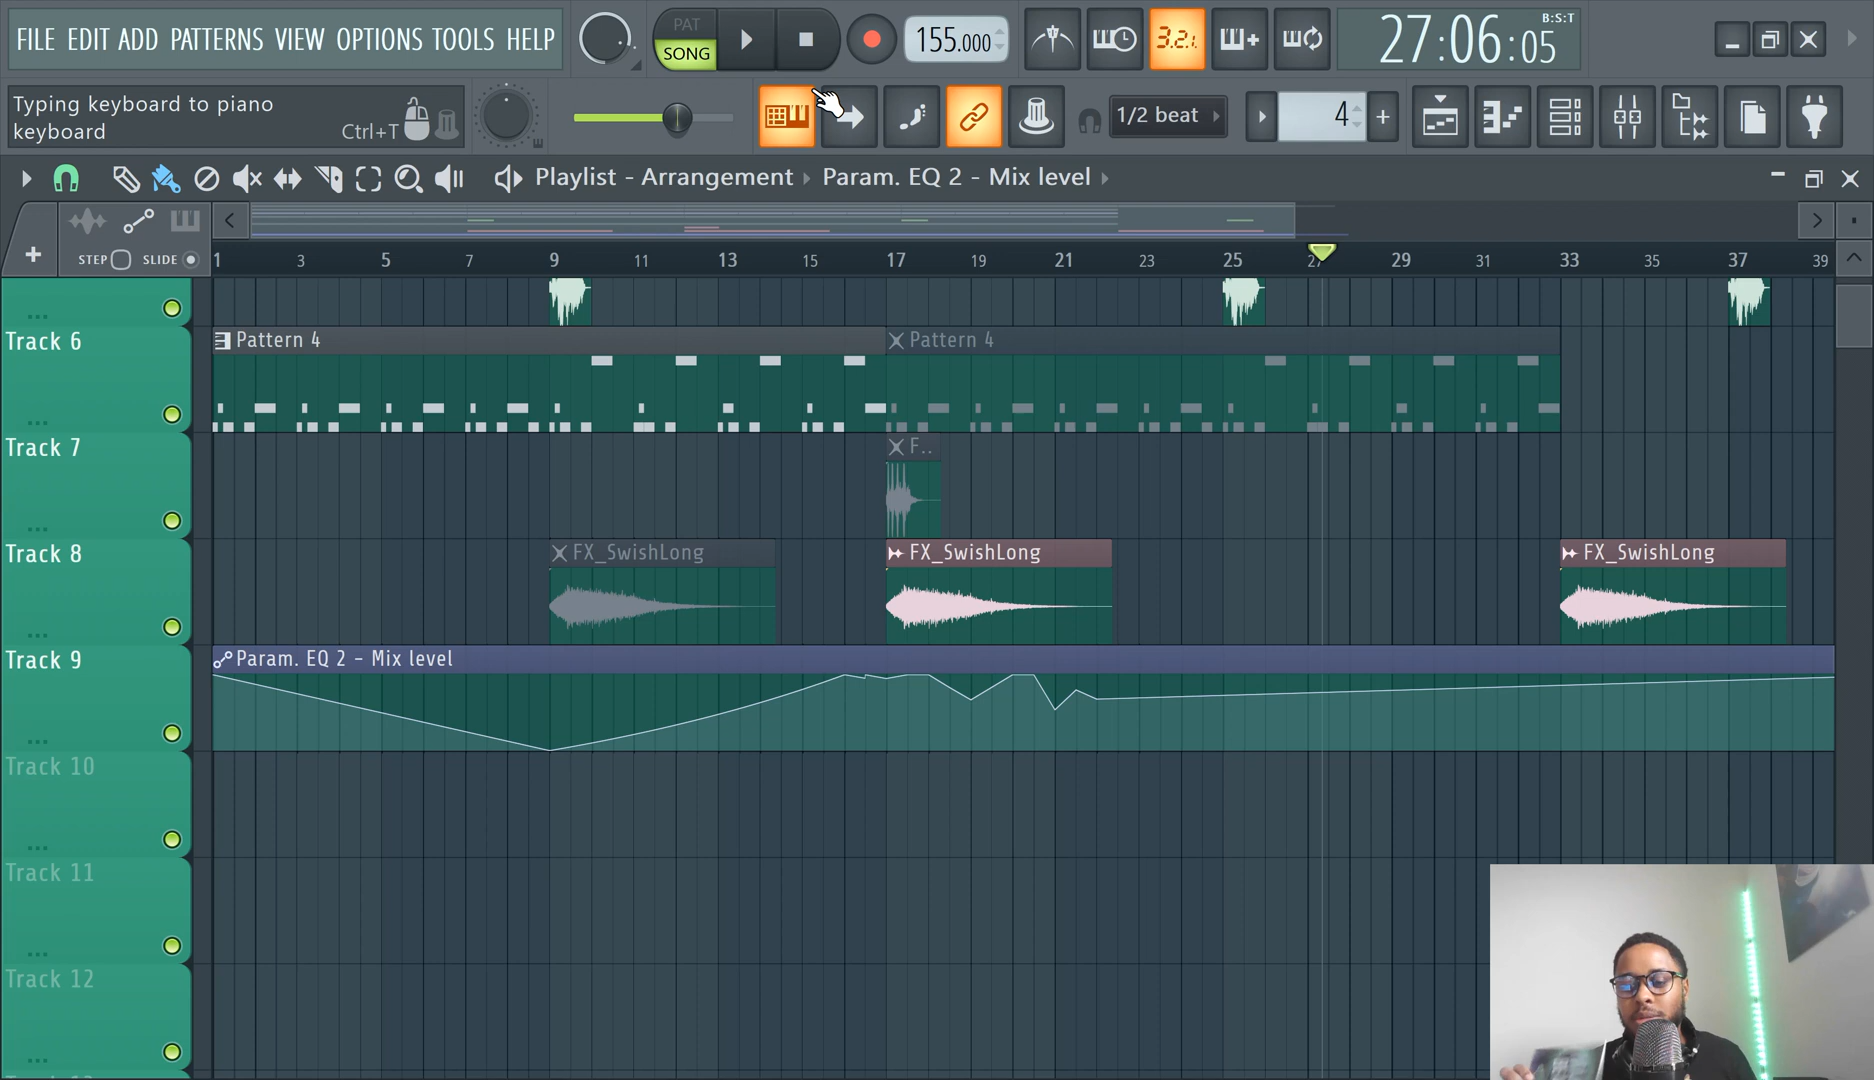 FILE EDIT ADD PATTERNS VIEW OPTIONS TOOLS HELP
PAT
SONG
155.000
3.2.1
27:06:05
B:S:T
Typing keyboard to piano
keyboard
Ctrl+T
1/2 beat
4
Playlist - Arrangement
Param. EQ 2 - Mix level
STEP
SLIDE
1 3 5 7 9 11 13 15 17 19 21 23 25 27 29 31 33 35 37 39
Track 6
Pattern 4
Pattern 4
Track 7
F..
Track 8
FX_SwishLong
FX_SwishLong
FX_SwishLong
Track 9
Param. EQ 2 - Mix level
Track 10
Track 11
Track 12